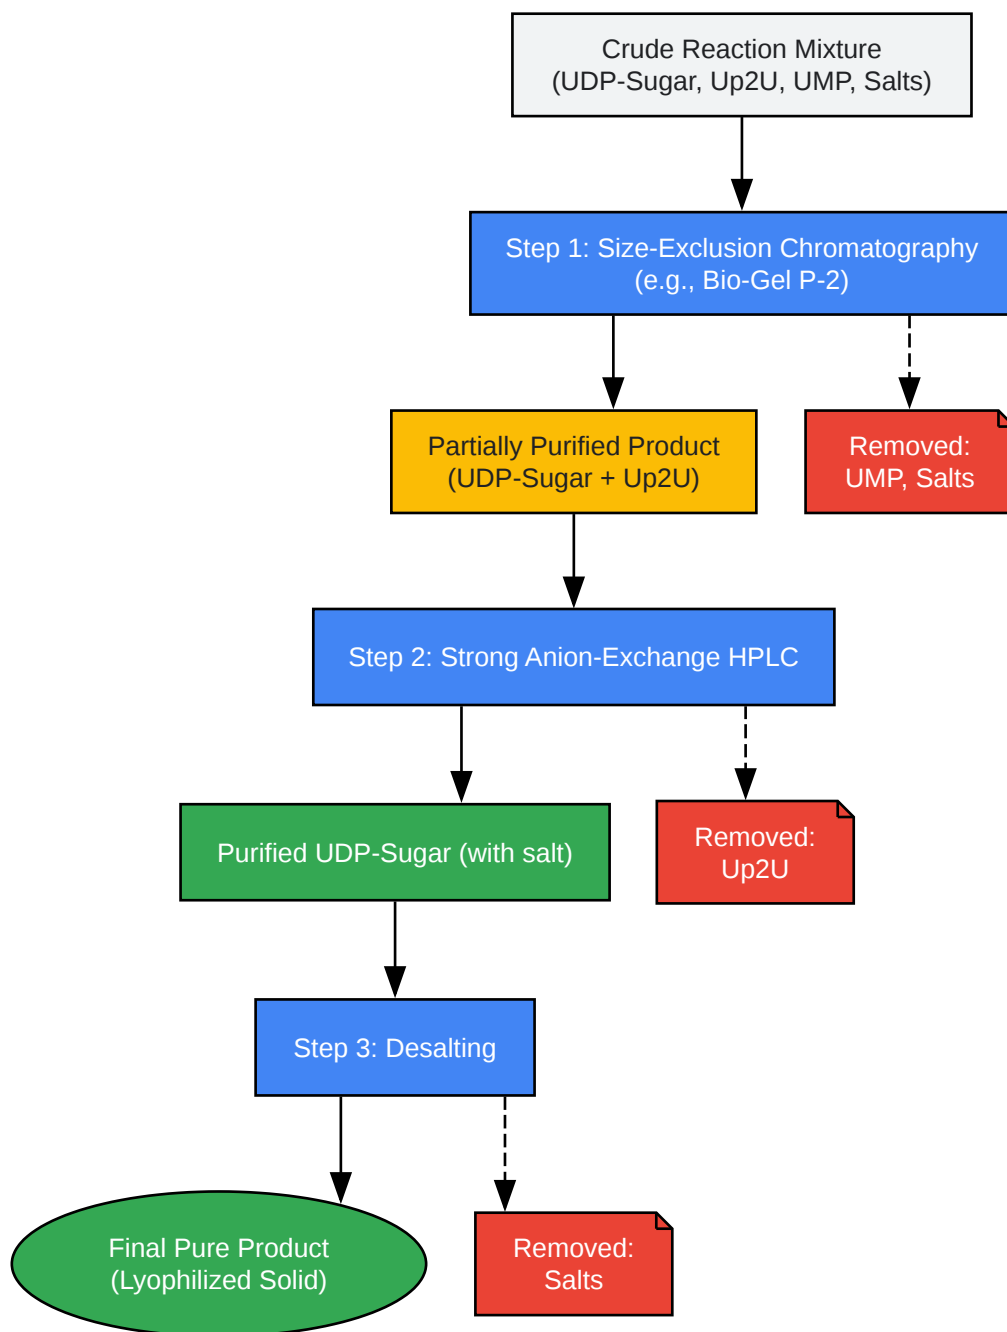 Crude Reaction Mixture
(UDP-Sugar, Up2U, UMP, Salts)
Step 1: Size-Exclusion Chromatography
(e.g., Bio-Gel P-2)
Partially Purified Product
(UDP-Sugar + Up2U)
Removed:
UMP, Salts
Step 2: Strong Anion-Exchange HPLC
Purified UDP-Sugar (with salt)
Removed:
Up2U
Step 3: Desalting
Final Pure Product
(Lyophilized Solid)
Removed:
Salts